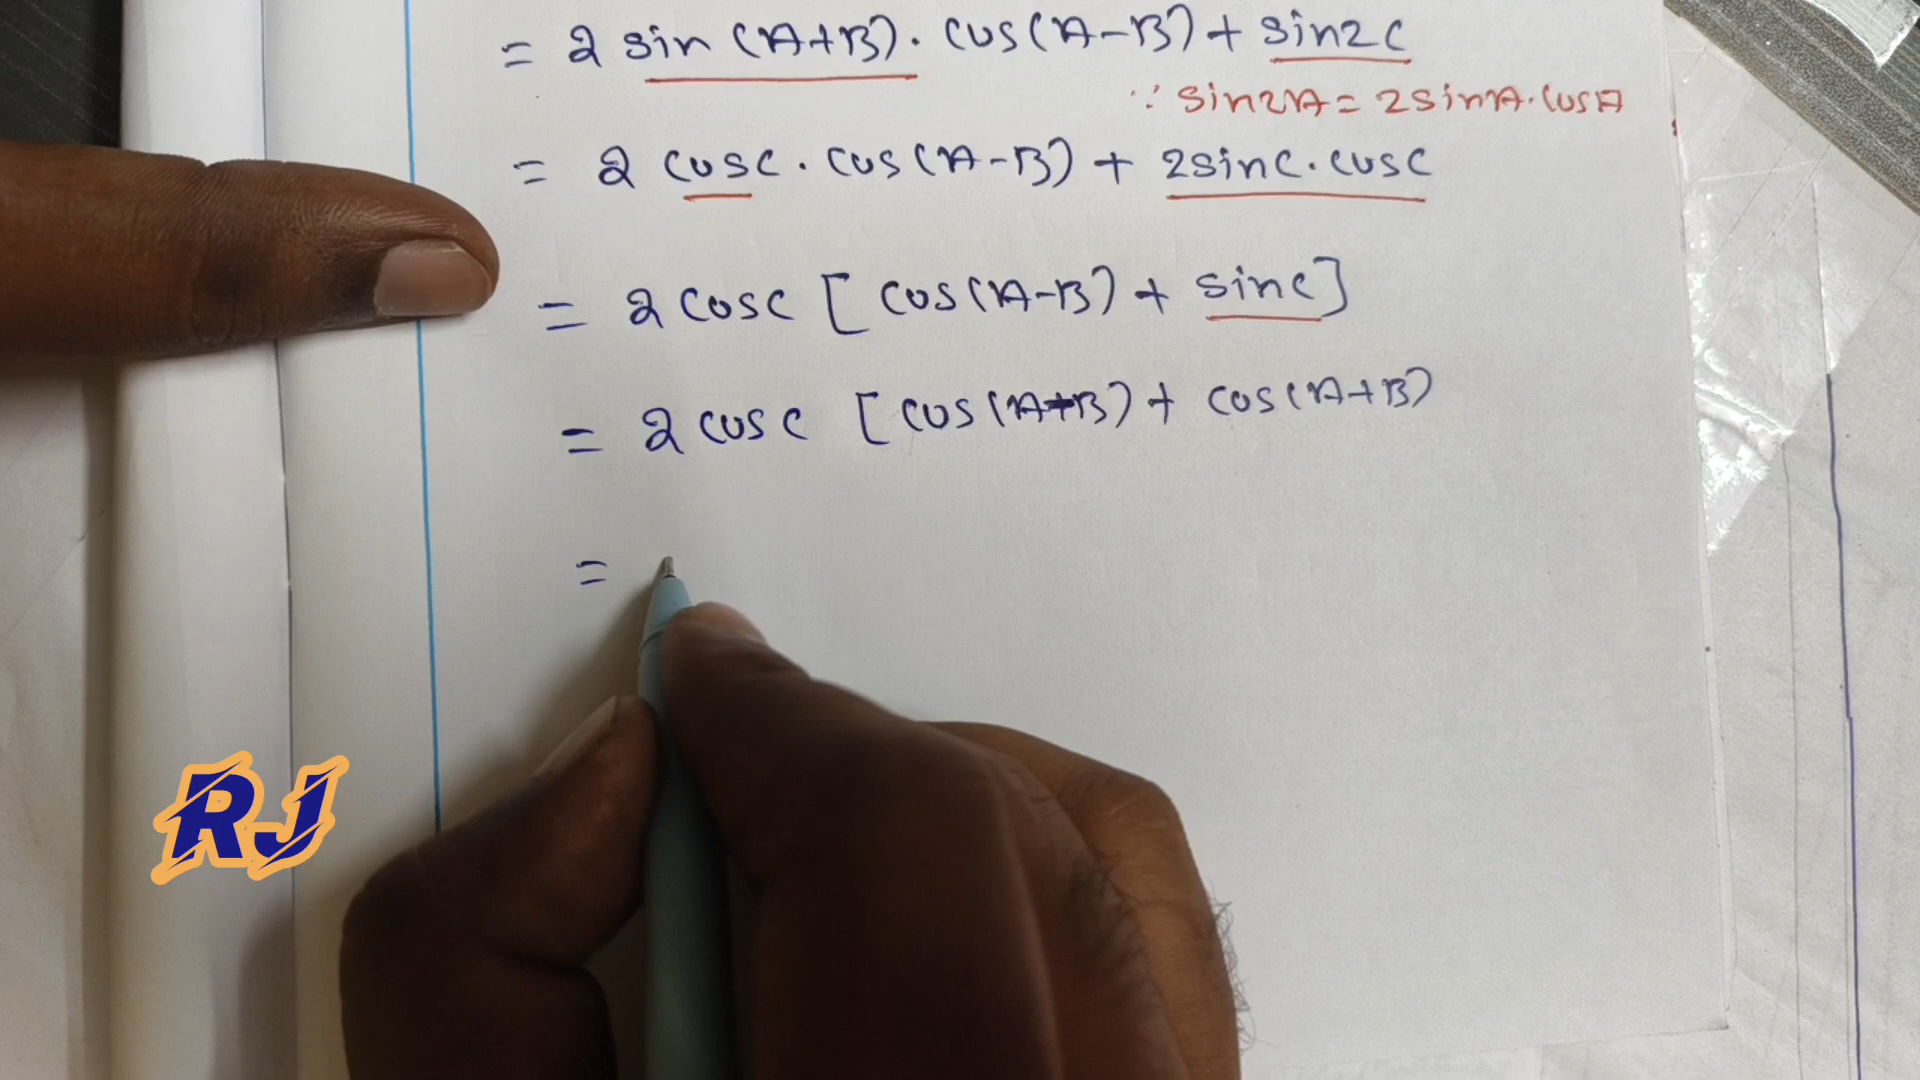 = 2 sin (A+B). cos(A-B) + sin2C
∵ sin2A = 2sinA.cosA
= 2 cosc . cos(A-B) + 2sinc.cosc
= 2 cosc [ cos(A-B) + sinc]
= 2 cosc [cos(A+B) + cos(A+B)
=
RJ